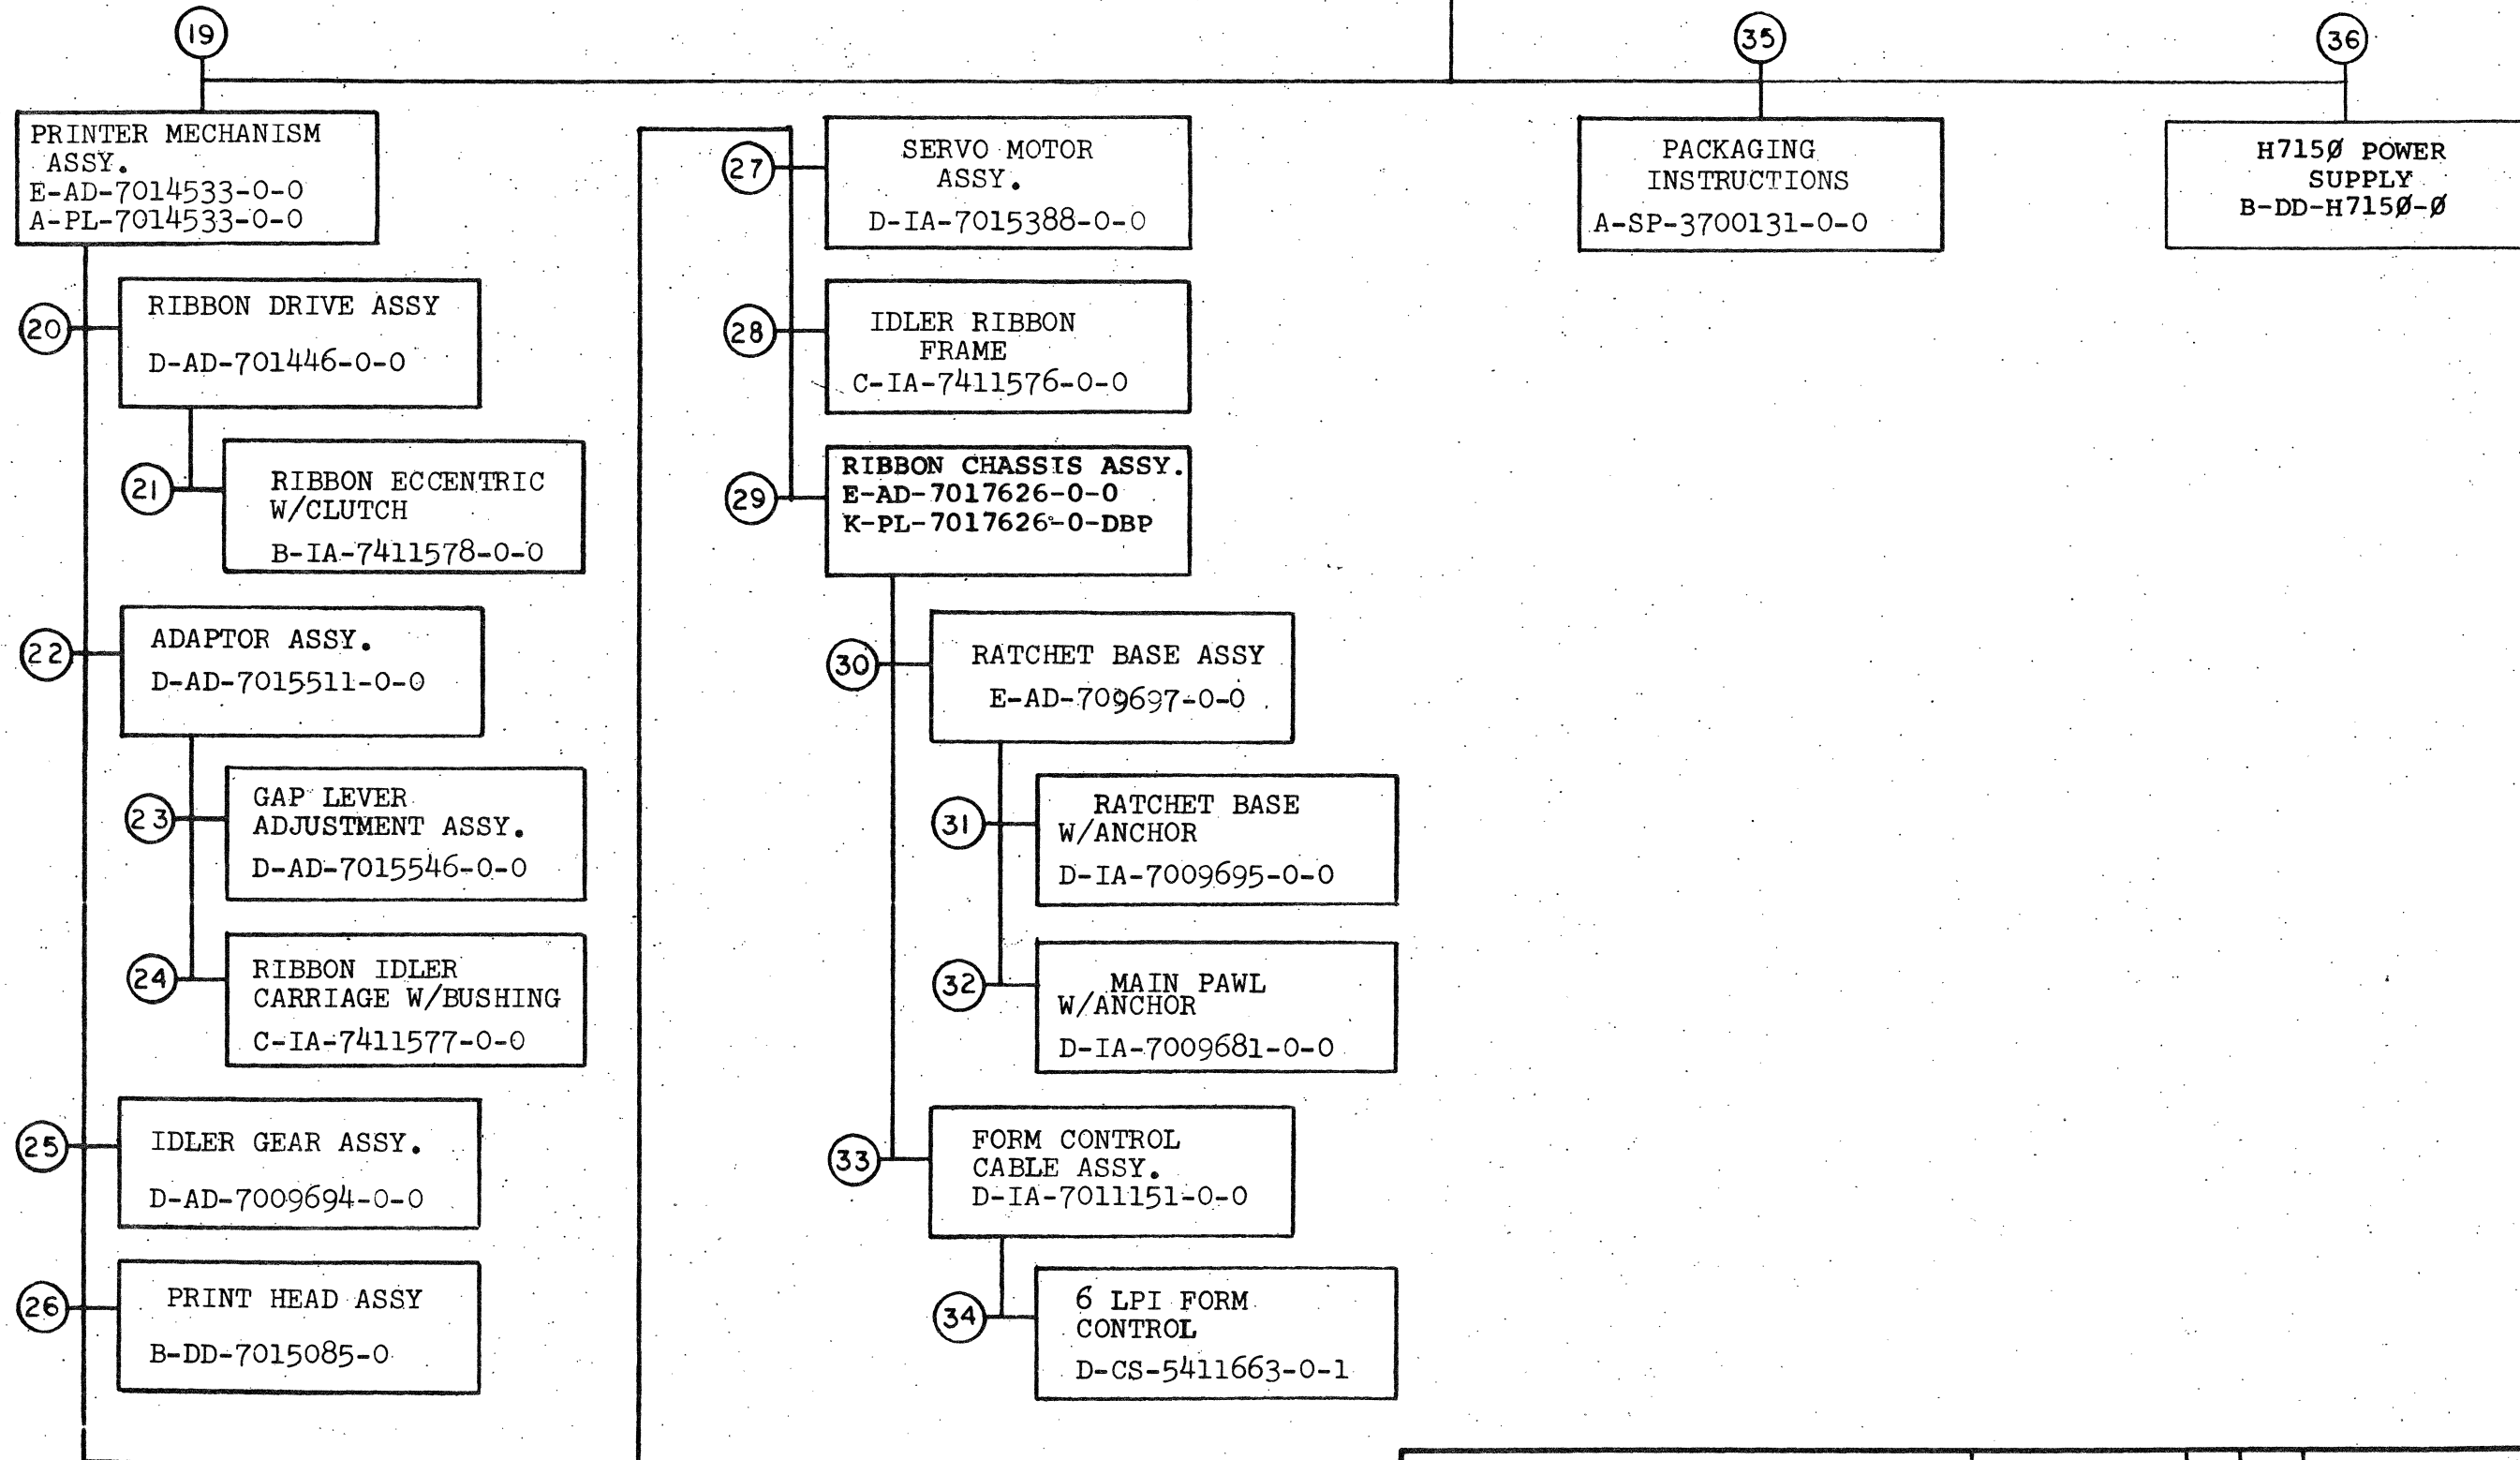 19
PRINTER MECHANISM
ASSY.
E-AD-7014533-0-0
A-PL-7014533-0-0
20
RIBBON DRIVE ASSY
D-AD-701446-0-0
21
RIBBON ECCENTRIC
W/CLUTCH
B-IA-7411578-0-0
22
ADAPTOR ASSY.
D-AD-7015511-0-0
23
GAP LEVER
ADJUSTMENT ASSY.
D-AD-7015546-0-0
24
RIBBON IDLER
CARRIAGE W/BUSHING
C-IA-7411577-0-0
25
IDLER GEAR ASSY.
D-AD-7009694-0-0
26
PRINT HEAD ASSY
B-DD-7015085-0
27
SERVO MOTOR
ASSY.
D-IA-7015388-0-0
28
IDLER RIBBON
FRAME
C-IA-7411576-0-0
29
RIBBON CHASSIS ASSY.
E-AD-7017626-0-0
K-PL-7017626-0-DBP
30
RATCHET BASE ASSY
E-AD-709697-0-0
31
RATCHET BASE
W/ANCHOR
D-IA-7009695-0-0
32
MAIN PAWL
W/ANCHOR
D-IA-7009681-0-0
33
FORM CONTROL
CABLE ASSY.
D-IA-7011151-0-0
34
6 LPI FORM
CONTROL
D-CS-5411663-0-1
35
PACKAGING
INSTRUCTIONS
A-SP-3700131-0-0
36
H715Ø POWER
SUPPLY
B-DD-H715Ø-Ø